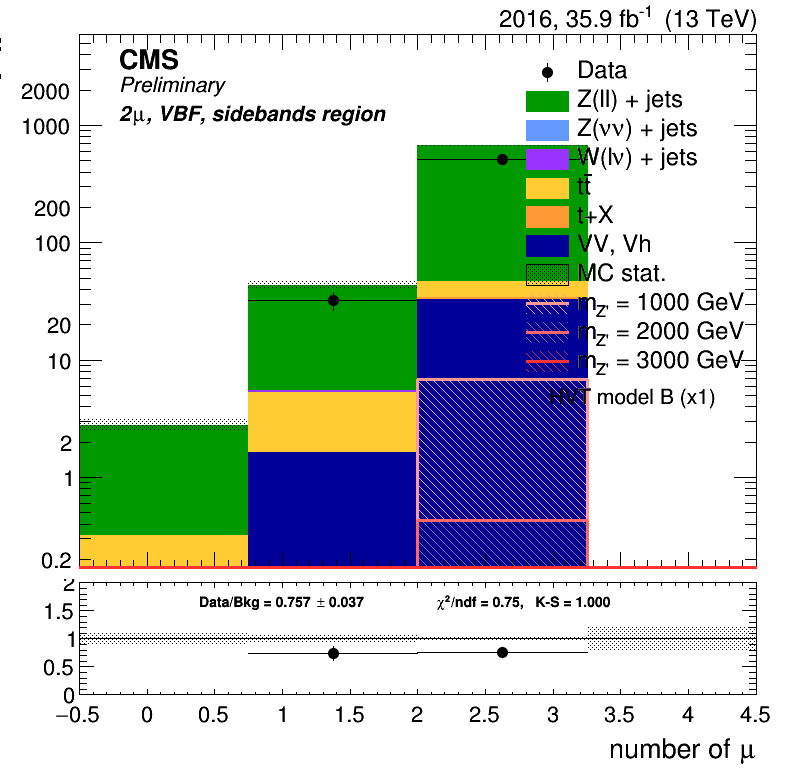 2016, 35.9 fb⁻¹ (13 TeV)
CMS
Preliminary
2μ, VBF, sidebands region
Data
Z(ll) + jets
Z(νν) + jets
W(lν) + jets
tt̄
t+X
VV, Vh
MC stat.
m_Z' = 1000 GeV
m_Z' = 2000 GeV
m_Z' = 3000 GeV
HVT model B (x1)
2000
1000
200
100
20
10
2
1
0.2
Data/Bkg = 0.757 ± 0.037
χ²/ndf = 0.75, K-S = 1.000
2
1.5
1
0.5
0
−0.5 0 0.5 1 1.5 2 2.5 3 3.5 4 4.5
number of μ